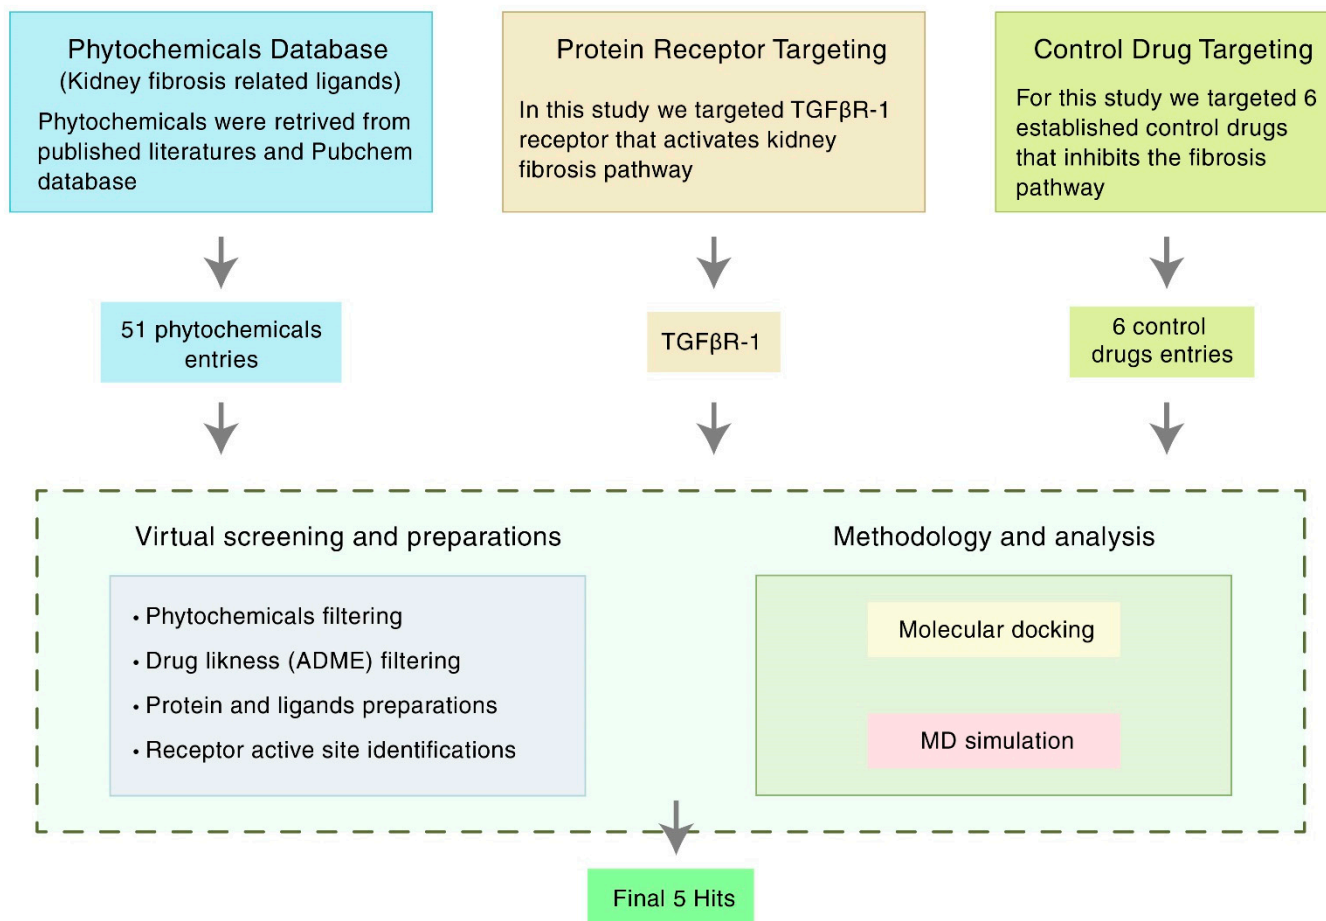 Phytochemicals Database
(Kidney fibrosis related ligands)
Phytochemicals were retrived from
published literatures and Pubchem
database
Protein Receptor Targeting
In this study we targeted TGFβR-1
receptor that activates kidney
fibrosis pathway
Control Drug Targeting
For this study we targeted 6
established control drugs
that inhibits the fibrosis
pathway
51 phytochemicals
entries
TGFβR-1
6 control
drugs entries
Virtual screening and preparations
• Phytochemicals filtering
• Drug likness (ADME) filtering
• Protein and ligands preparations
• Receptor active site identifications
Methodology and analysis
Molecular docking
MD simulation
Final 5 Hits